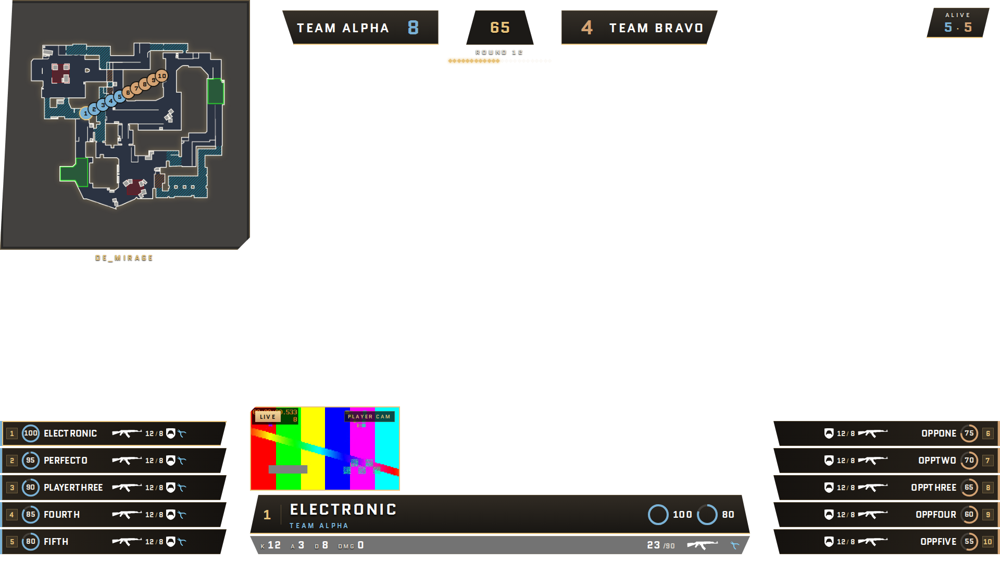 TEAM ALPHA 8
65
4 TEAM BRAVO
ALIVE
5 · 5
ROUND 12
1
2
3
4
5
6
7
8
9
10
DE_MIRAGE
1 100 ELECTRONIC 12/8
2 95 PERFECTO 12/8
3 90 PLAYERTHREE 12/8
4 85 FOURTH 12/8
5 80 FIFTH 12/8
LIVE
.533
8
PLAYER CAM
1 ELECTRONIC 100 80
TEAM ALPHA
K 12 A 3 D 8 DMG 0 23 /90
12/8 OPPONE 75 6
12/8 OPPTWO 70 7
12/8 OPPTHREE 65 8
12/8 OPPFOUR 60 9
12/8 OPPFIVE 55 10